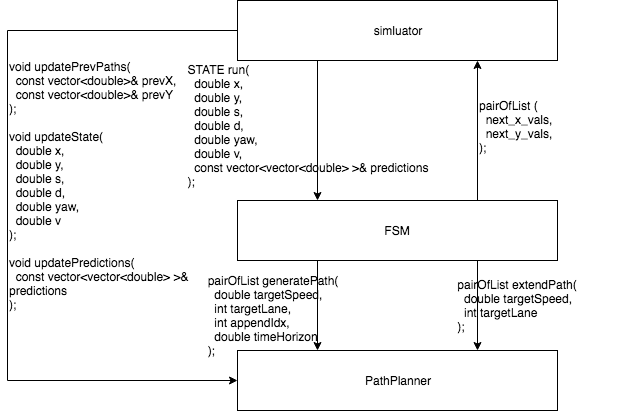 simluator
void updatePrevPaths(
const vector<double>& prevX,
const vector<double>& prevY
);
void updateState(
double x,
double y,
double s,
double d,
double yaw,
double v
);
void updatePredictions(
const vector<vector<double> >&
predictions
);
STATE run(
double x,
double y,
double s,
double d,
double yaw,
double v,
const vector<vector<double> >& predictions
);
pairOfList (
next_x_vals,
next_y_vals,
);
FSM
pairOfList generatePath(
double targetSpeed,
int targetLane,
int appendIdx,
double timeHorizon
);
pairOfList extendPath(
double targetSpeed,
int targetLane
);
PathPlanner